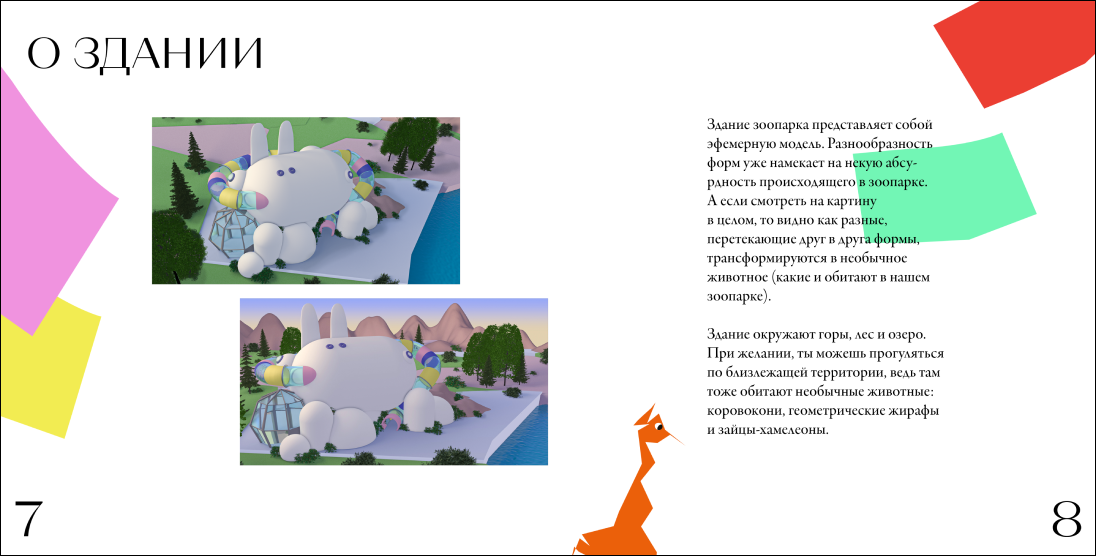 О ЗДАНИИ
Здание зоопарка представляет собой
эфемерную модель. Разнообразность
форм уже намекает на некую абсу-
рдность происходящего в зоопарке.
А если смотреть на картину
в целом, то видно как разные,
перетекающие друг в друга формы,
трансформируются в необычное
животное (какие и обитают в нашем
зоопарке).
Здание окружают горы, лес и озеро.
При желании, ты можешь прогуляться
по близлежащей территории, ведь там
тоже обитают необычные животные:
коровокони, геометрические жирафы
и зайцы-хамелеоны.
7
8